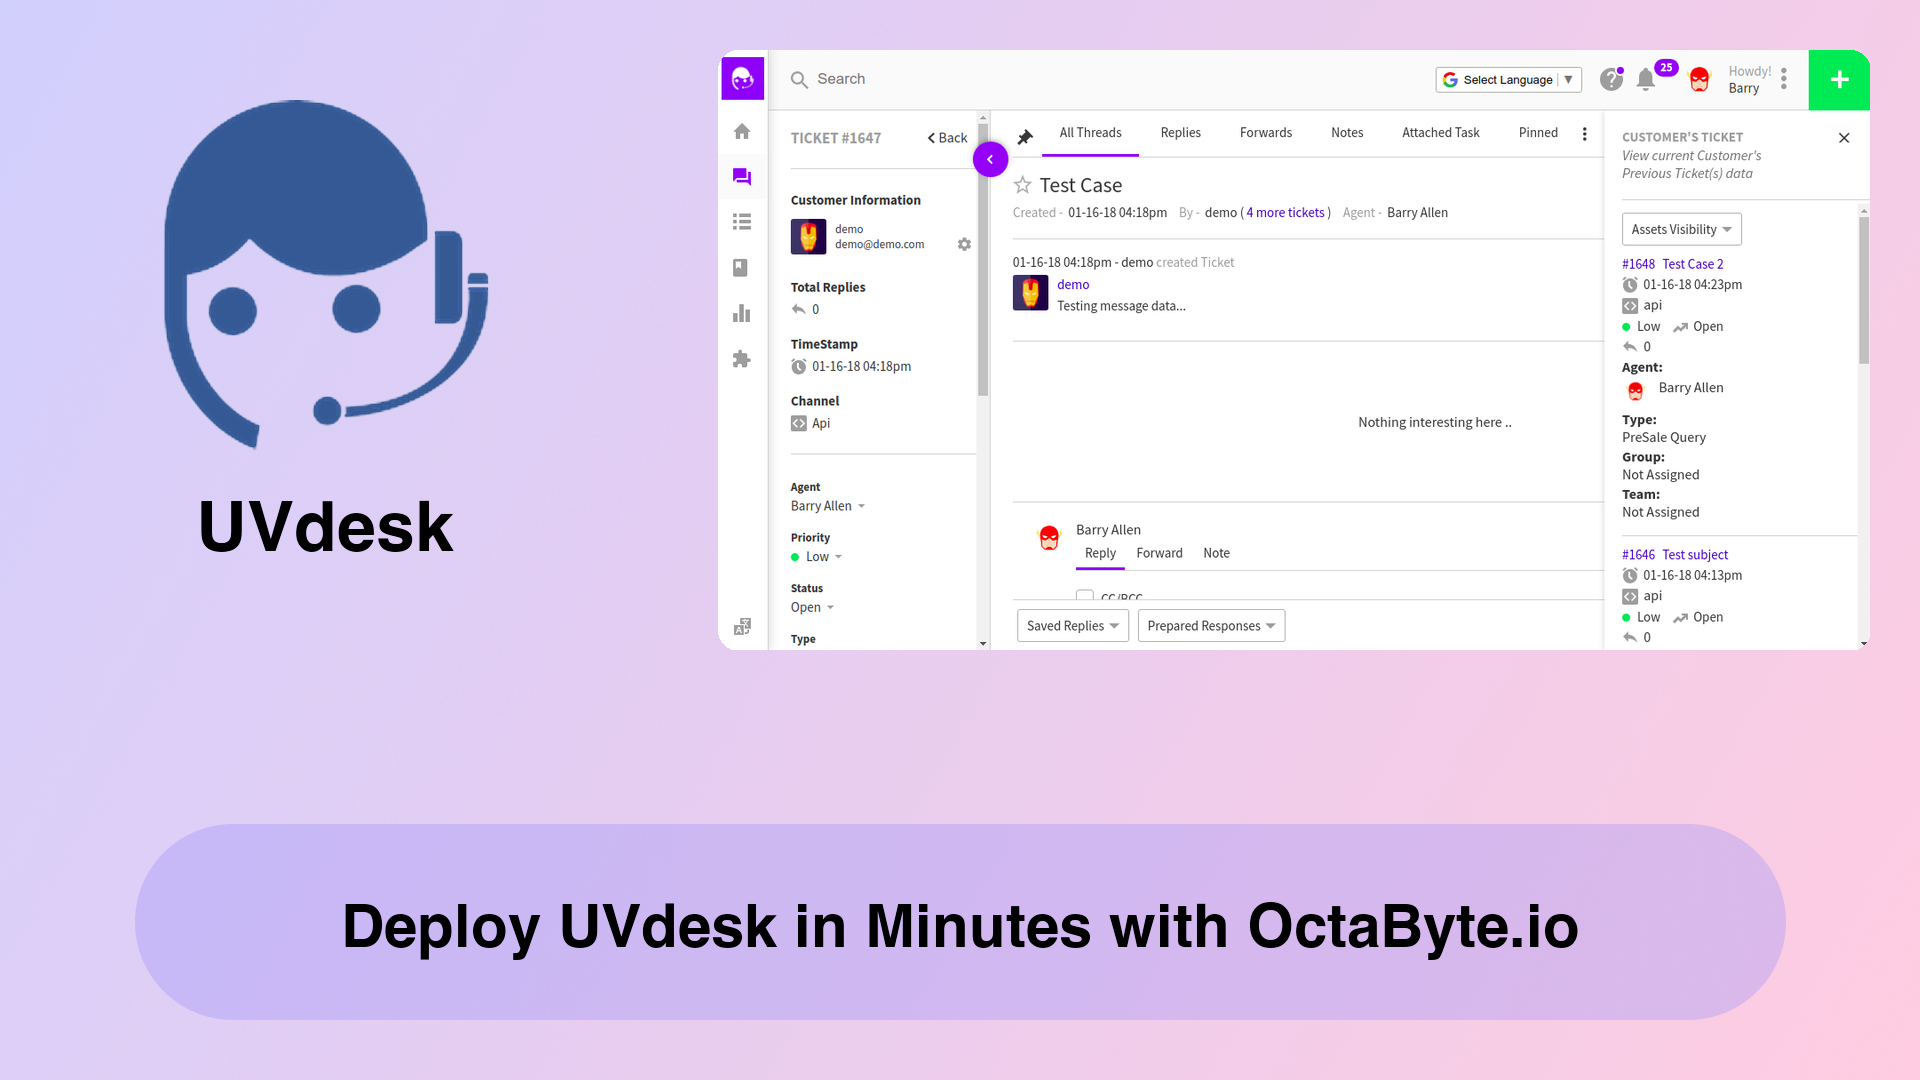 UVdesk
Search
Select Language
25
Howdy!
Barry
TICKET #1647
Back
Customer Information
demo
demo@demo.com
Total Replies
0
TimeStamp
01-16-18 04:18pm
Channel
Api
Agent
Barry Allen
Priority
Low
Status
Open
Type
All Threads Replies Forwards Notes Attached Task Pinned
Test Case
Created - 01-16-18 04:18pm By - demo ( 4 more tickets ) Agent - Barry Allen
01-16-18 04:18pm - demo created Ticket
demo
Testing message data...
Nothing interesting here ..
Barry Allen
Reply Forward Note
CC/BCC
Saved Replies Prepared Responses
CUSTOMER'S TICKET
View current Customer's
Previous Ticket(s) data
Assets Visibility
#1648 Test Case 2
01-16-18 04:23pm
api
Low Open
0
Agent:
Barry Allen
Type:
PreSale Query
Group:
Not Assigned
Team:
Not Assigned
#1646 Test subject
01-16-18 04:13pm
api
Low Open
0
Deploy UVdesk in Minutes with OctaByte.io